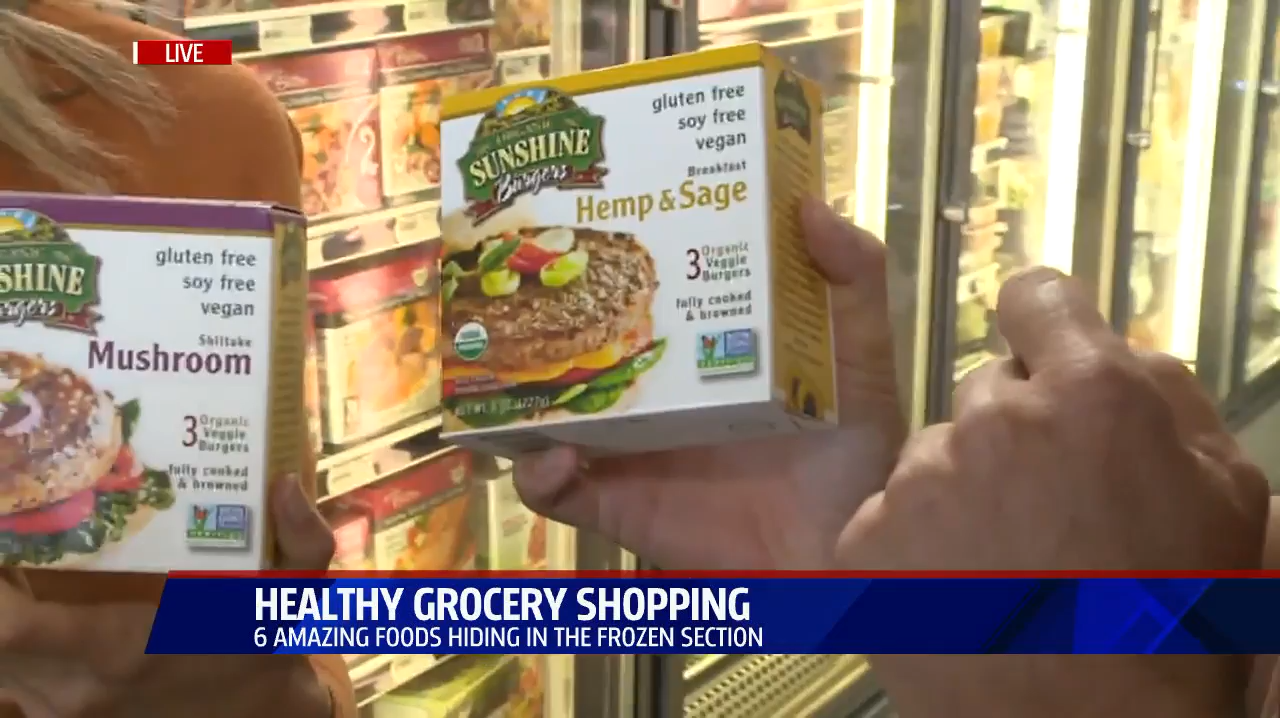 LIVE
SUNSHINE
Burgers
gluten free
soy free
vegan
Breakfast
Hemp & Sage
3 Organic
Veggie
Burgers
fully cooked
& browned
SHINE
gluten free
soy free
vegan
Shiitake
Mushroom
3 Organic
Veggie
Burgers
fully cooked
& browned
HEALTHY GROCERY SHOPPING
6 AMAZING FOODS HIDING IN THE FROZEN SECTION